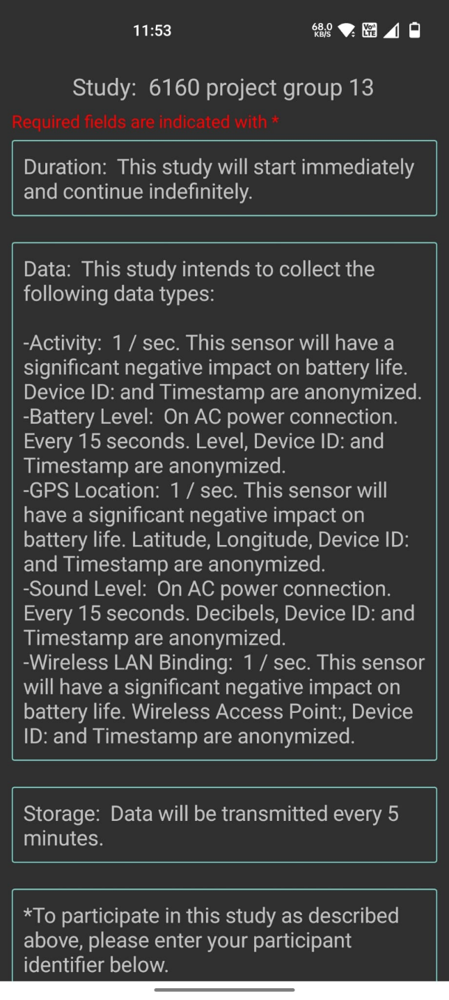 11:53
68.0
KB/S
Vo))
LTE
Study:  6160 project group 13
Required fields are indicated with *
Duration:  This study will start immediately
and continue indefinitely.
Data:  This study intends to collect the
following data types:
-Activity:  1 / sec. This sensor will have a
significant negative impact on battery life.
Device ID: and Timestamp are anonymized.
-Battery Level:  On AC power connection.
Every 15 seconds. Level, Device ID: and
Timestamp are anonymized.
-GPS Location:  1 / sec. This sensor will
have a significant negative impact on
battery life. Latitude, Longitude, Device ID:
and Timestamp are anonymized.
-Sound Level:  On AC power connection.
Every 15 seconds. Decibels, Device ID: and
Timestamp are anonymized.
-Wireless LAN Binding:  1 / sec. This sensor
will have a significant negative impact on
battery life. Wireless Access Point:, Device
ID: and Timestamp are anonymized.
Storage:  Data will be transmitted every 5
minutes.
*To participate in this study as described
above, please enter your participant
identifier below.